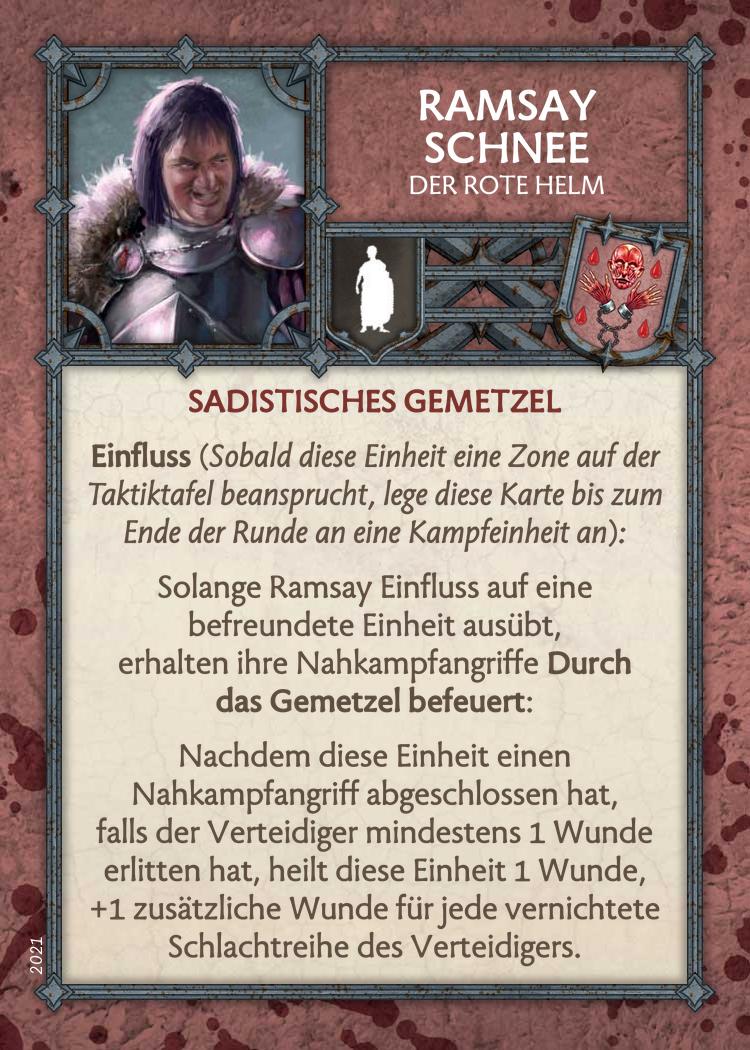 RAMSAY
SCHNEE
DER ROTE HELM
SADISTISCHES GEMETZEL
Einfluss (Sobald diese Einheit eine Zone auf der
Taktiktafel beansprucht, lege diese Karte bis zum
Ende der Runde an eine Kampfeinheit an):
Solange Ramsay Einfluss auf eine
befreundete Einheit ausübt,
erhalten ihre Nahkampfangriffe Durch
das Gemetzel befeuert:
Nachdem diese Einheit einen
Nahkampfangriff abgeschlossen hat,
falls der Verteidiger mindestens 1 Wunde
erlitten hat, heilt diese Einheit 1 Wunde,
+1 zusätzliche Wunde für jede vernichtete
Schlachtreihe des Verteidigers.
2021